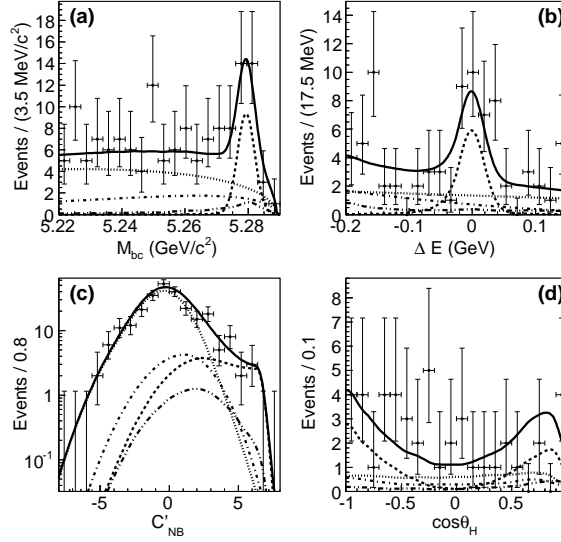 (a)
Events / (3.5 MeV/c²)
18
16
14
12
10
8
6
4
2
0
5.22 5.24 5.26 5.28
M_bc (GeV/c²)
(b)
Events / (17.5 MeV)
14
12
10
8
6
4
2
0
-0.2 -0.1 0 0.1
Δ E (GeV)
(c)
Events / 0.8
10
1
10⁻¹
-5 0 5
C'_NB
(d)
Events / 0.1
8
7
6
5
4
3
2
1
0
-1 -0.5 0 0.5
cosθ_H